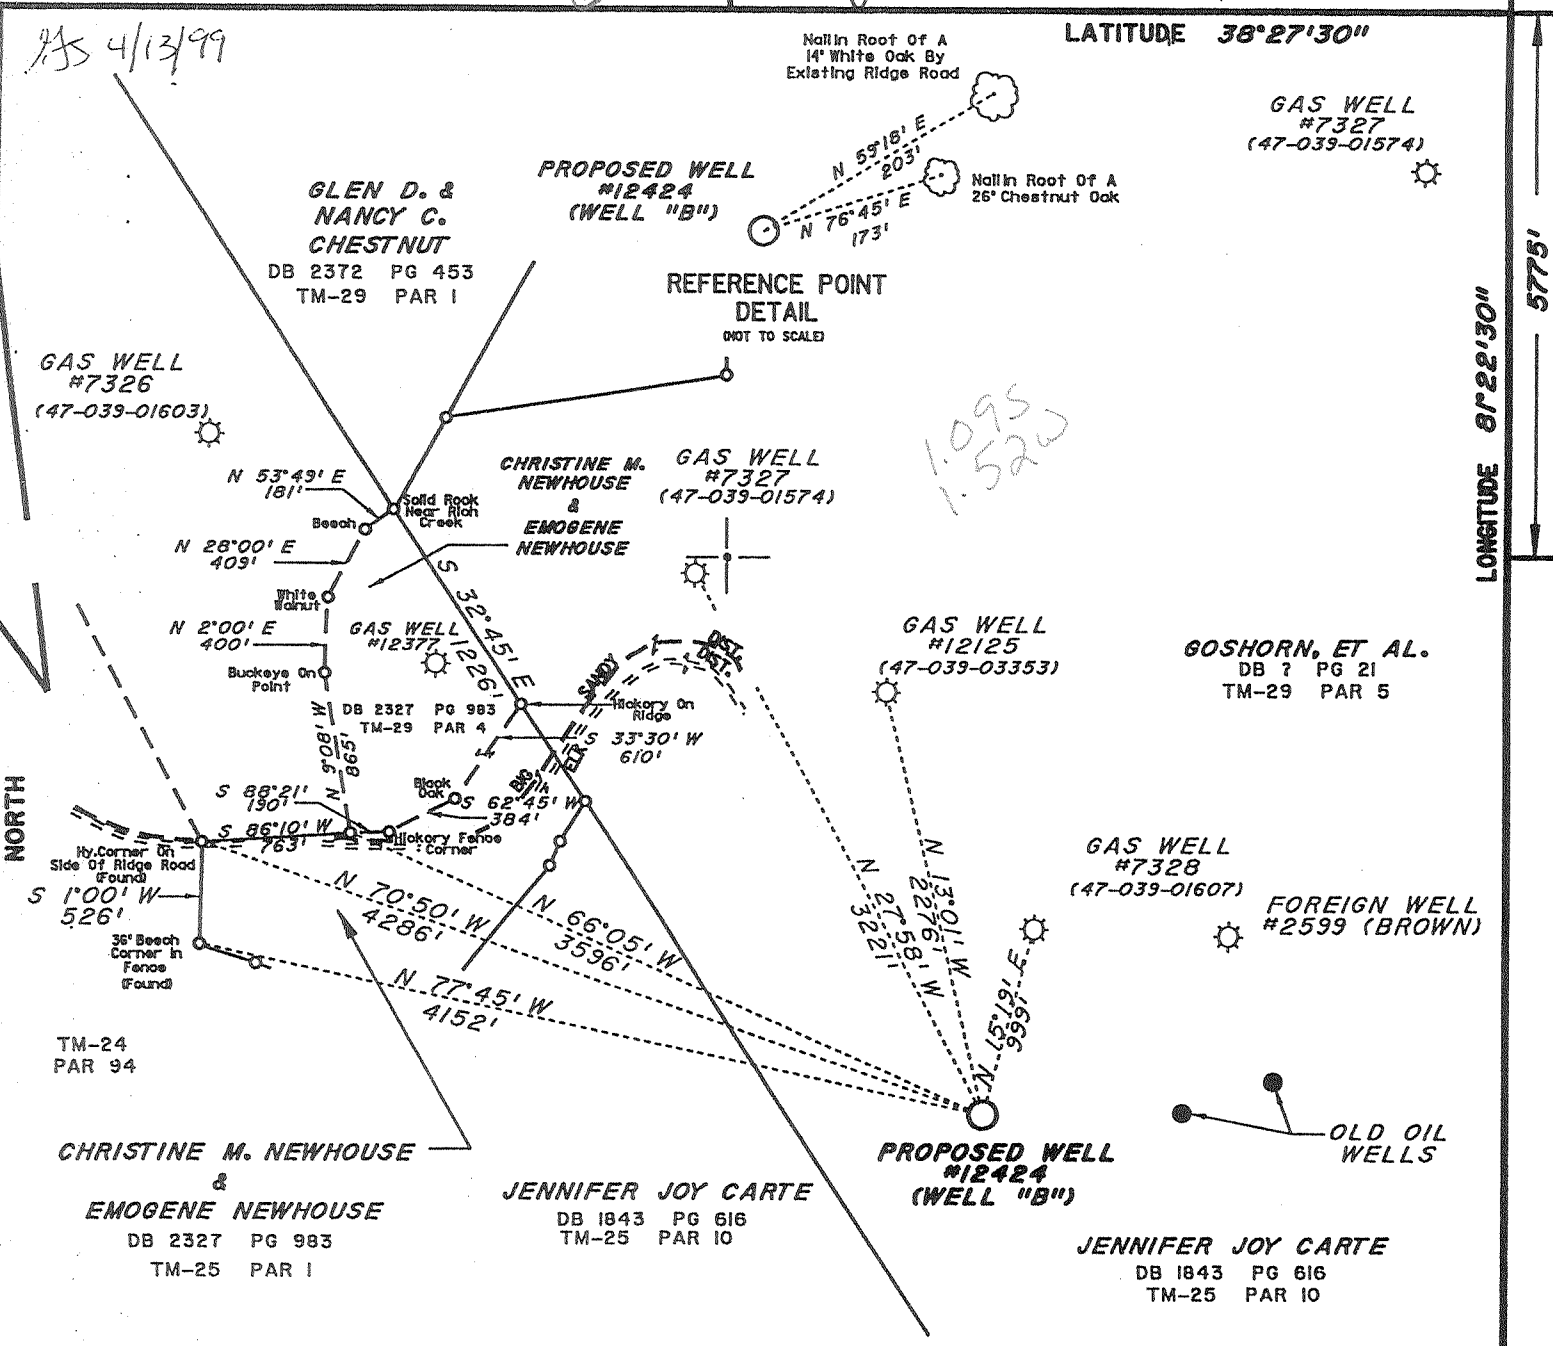 4/13/99
LATITUDE 38°27'30"
Nail In Root Of A
14" White Oak By
Existing Ridge Road
GAS WELL
#7327
(47-039-01574)
N 59°18' E
203'
Nail In Root Of A
26" Chestnut Oak
N 76°45' E
173'
PROPOSED WELL
#12424
(WELL "B")
GLEN D. &
NANCY C.
CHESTNUT
DB 2372 PG 453
TM-29 PAR 1
REFERENCE POINT
DETAIL
(NOT TO SCALE)
5775'
LONGITUDE 81°22'30"
GAS WELL
#7326
(47-039-01603)
1.09S
1.52W
N 53°49' E
181'
Solid Rock
Near Rich
Creek
CHRISTINE M.
NEWHOUSE
&
EMOGENE
NEWHOUSE
GAS WELL
#7327
(47-039-01574)
Beech
N 28°00' E
409'
White
Walnut
N 2°00' E
400'
Buckeye On
Point
GAS WELL
#12377
S 32°45' E
1226'
DB 2327 PG 983
TM-29 PAR 4
Hickory On
Ridge
S 33°30' W
610'
BIG SANDY DIST.
ELK DIST.
GAS WELL
#12125
(47-039-03353)
GOSHORN, ET AL.
DB ? PG 21
TM-29 PAR 5
N 9°08' W
865'
NORTH
S 88°21'
190'
Black
Oak
S 62°45' W
384'
S 86°10' W
763'
Hickory Fence
Corner
Hy. Corner On
Side Of Ridge Road
(Found)
S 1°00' W
526'
36" Beech
Corner In
Fence
(Found)
N 70°50' W
4286'
N 66°05' W
3596'
N 77°45' W
4152'
N 27°58' W
3221'
N 13°01' W
2276'
N 15°19' E
999'
GAS WELL
#7328
(47-039-01607)
FOREIGN WELL
#2599 (BROWN)
TM-24
PAR 94
OLD OIL
WELLS
PROPOSED WELL
#12424
(WELL "B")
CHRISTINE M. NEWHOUSE
&
EMOGENE NEWHOUSE
DB 2327 PG 983
TM-25 PAR 1
JENNIFER JOY CARTE
DB 1843 PG 616
TM-25 PAR 10
JENNIFER JOY CARTE
DB 1843 PG 616
TM-25 PAR 10